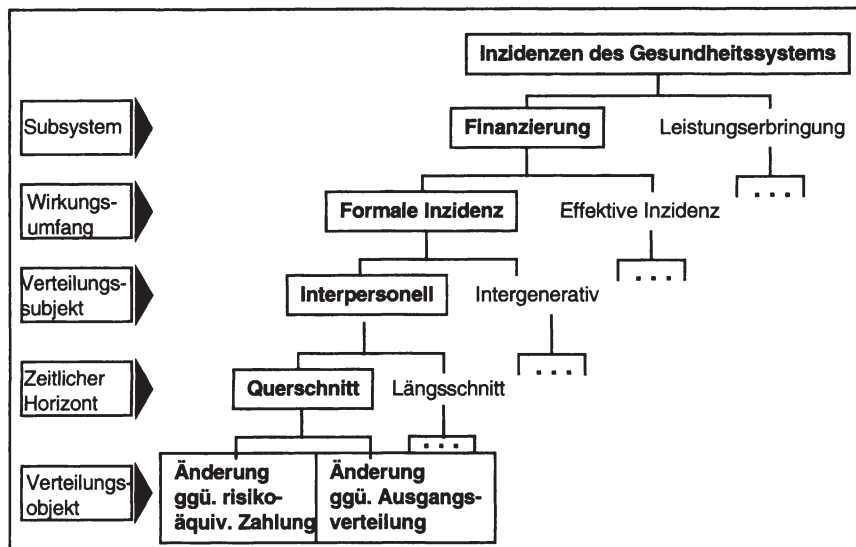 Inzidenzen des Gesundheitssystems
Subsystem
Finanzierung
Leistungserbringung
...
Wirkungs-
umfang
Formale Inzidenz
Effektive Inzidenz
...
Verteilungs-
subjekt
Interpersonell
Intergenerativ
...
Zeitlicher
Horizont
Querschnitt
Längsschnitt
...
Verteilungs-
objekt
Änderung
ggü. risiko-
äquiv. Zahlung
Änderung
ggü. Ausgangs-
verteilung